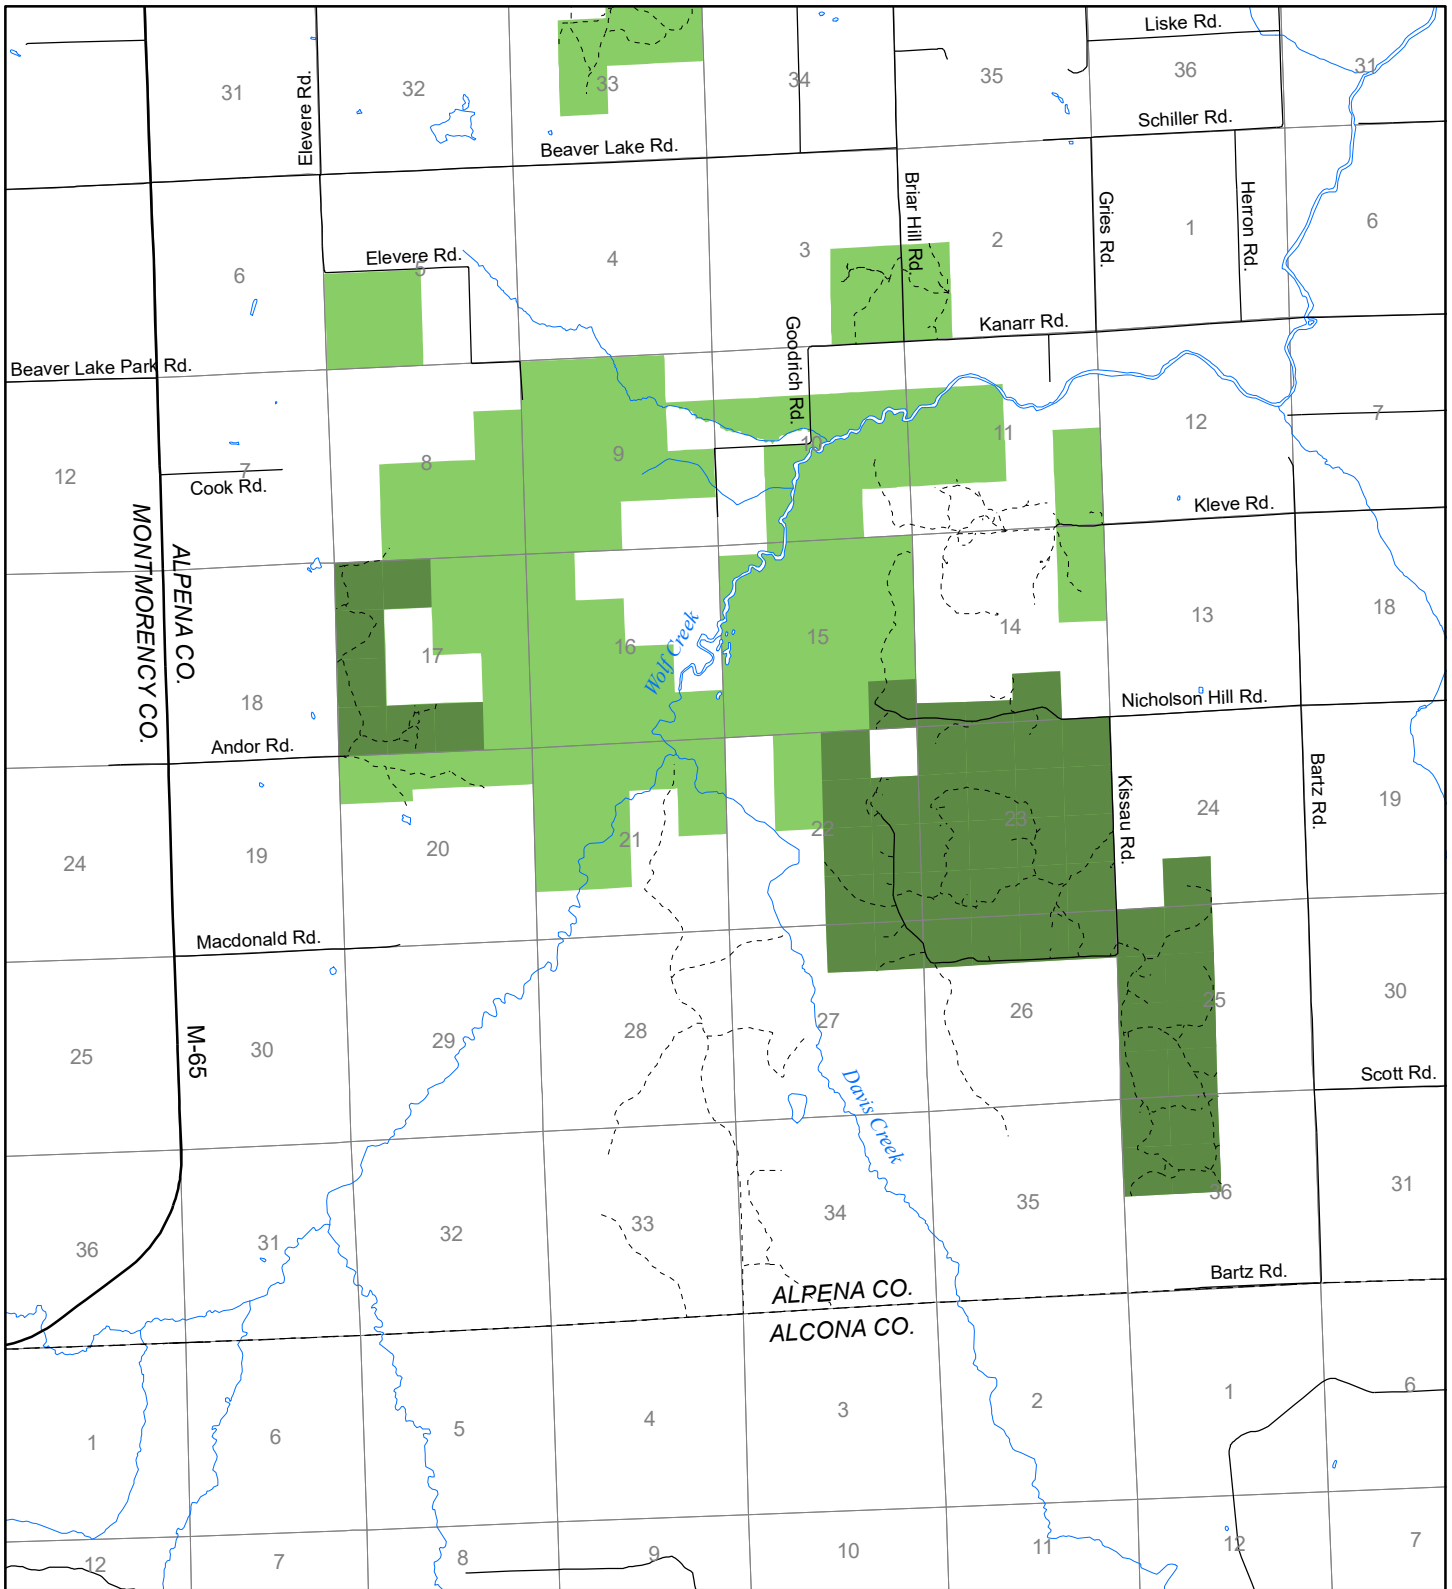 Liske Rd.
31
32
33
34
35
36
31
Elevere Rd.
Schiller Rd.
Beaver Lake Rd.
Briar Hill Rd.
Gries Rd.
Herron Rd.
6
Elevere Rd.
5
4
3
2
1
6
Goodrich Rd.
Kanarr Rd.
Beaver Lake Park Rd.
12
7
8
9
10
11
12
7
Cook Rd.
Kleve Rd.
MONTMORENCY CO.
ALPENA CO.
18
17
16
15
14
13
18
Wolf Creek
Nicholson Hill Rd.
Andor Rd.
Kissau Rd.
Bartz Rd.
24
19
20
21
22
23
24
19
Macdonald Rd.
25
M-65
30
29
28
27
26
25
30
Scott Rd.
Davis Creek
36
31
32
33
34
35
36
31
Bartz Rd.
ALPENA CO.
ALCONA CO.
1
6
5
4
3
2
1
6
12
7
8
9
10
11
12
7